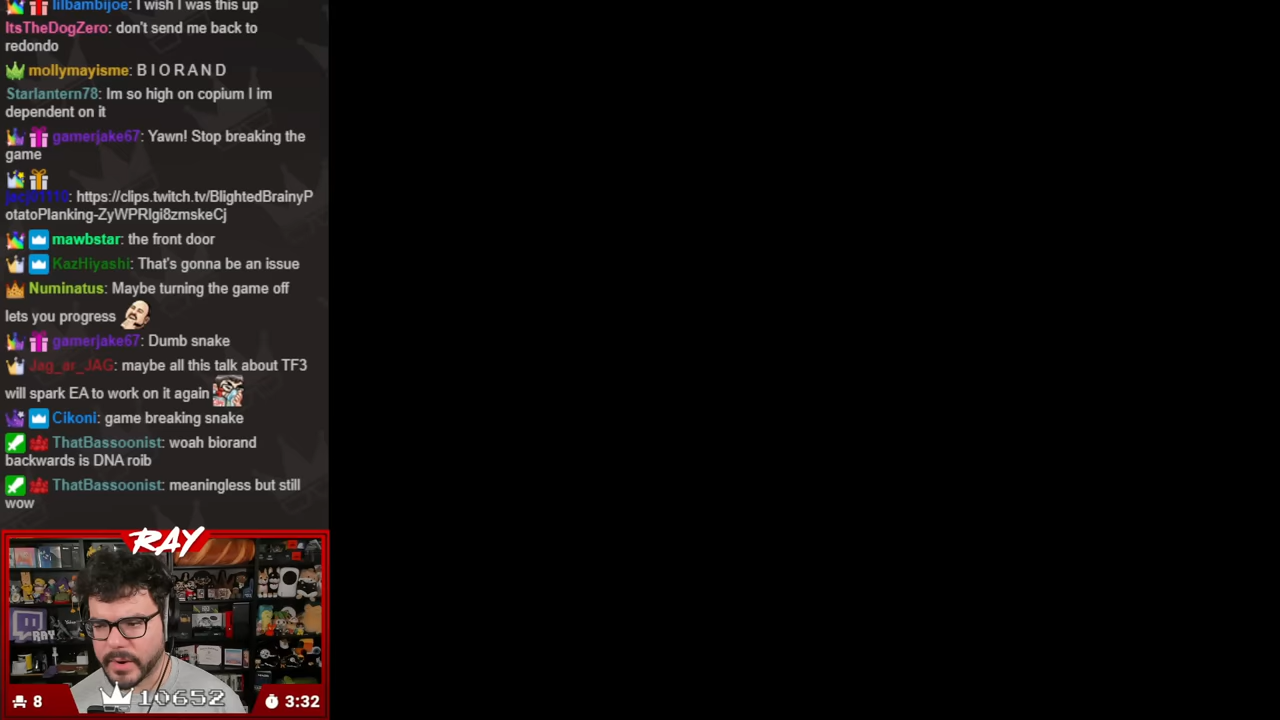 lilbambijoe: I wish I was this up
ItsTheDogZero: don't send me back to
redondo
mollymayisme: B I O R A N D
Starlantern78: Im so high on copium I im
dependent on it
gamerjake67: Yawn! Stop breaking the
game
: https://clips.twitch.tv/BlightedBrainyP
otatoPlanking-ZyWPRlgi8zmskeCj
mawbstar: the front door
KazHiyashi: That's gonna be an issue
Numinatus: Maybe turning the game off
lets you progress
gamerjake67: Dumb snake
Jag_ar_JAG: maybe all this talk about TF3
will spark EA to work on it again
Cikoni: game breaking snake
ThatBassoonist: woah biorand
backwards is DNA roib
ThatBassoonist: meaningless but still
wow
RAY
RAY
8
10652
3:32